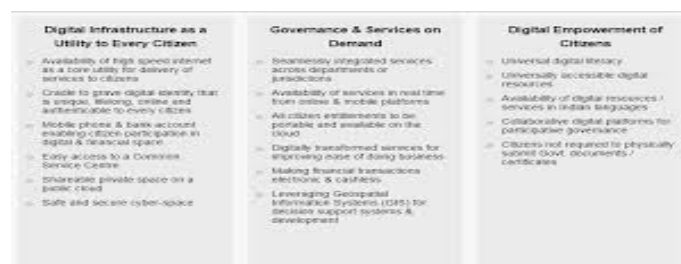 Digital Infrastructure as a
Utility to Every Citizen
Availability of high speed internet
as a core utility for delivery of
services to citizens
Cradle to grave digital identity that
is unique, lifelong, online and
authenticable to every citizen
Mobile phone & bank account
enabling citizen participation in
digital & financial space
Easy access to a Common
Service Centre
Shareable private space on a
public cloud
Safe and secure cyber-space
Governance & Services on
Demand
Seamlessly integrated services
across departments or
jurisdictions
Availability of services in real time
from online & mobile platforms
All citizen entitlements to be
portable and available on the
cloud
Digitally transformed services for
improving ease of doing business
Making financial transactions
electronic & cashless
Leveraging Geospatial
Information Systems (GIS) for
decision support systems &
development
Digital Empowerment of
Citizens
Universal digital literacy
Universally accessible digital
resources
Availability of digital resources /
services in Indian languages
Collaborative digital platforms for
participative governance
Citizens not required to physically
submit Govt. documents /
certificates